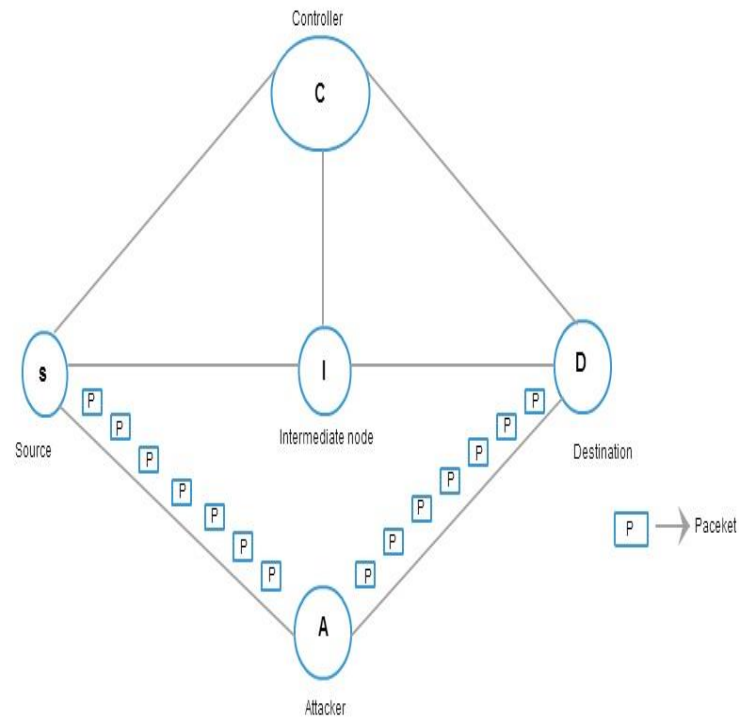 Controller
C
s
I
D
P
P
P
P
P
P
P
P
P
P
P
P
P
P
Source
Intermediate node
Destination
P
Paceket
A
Attacker